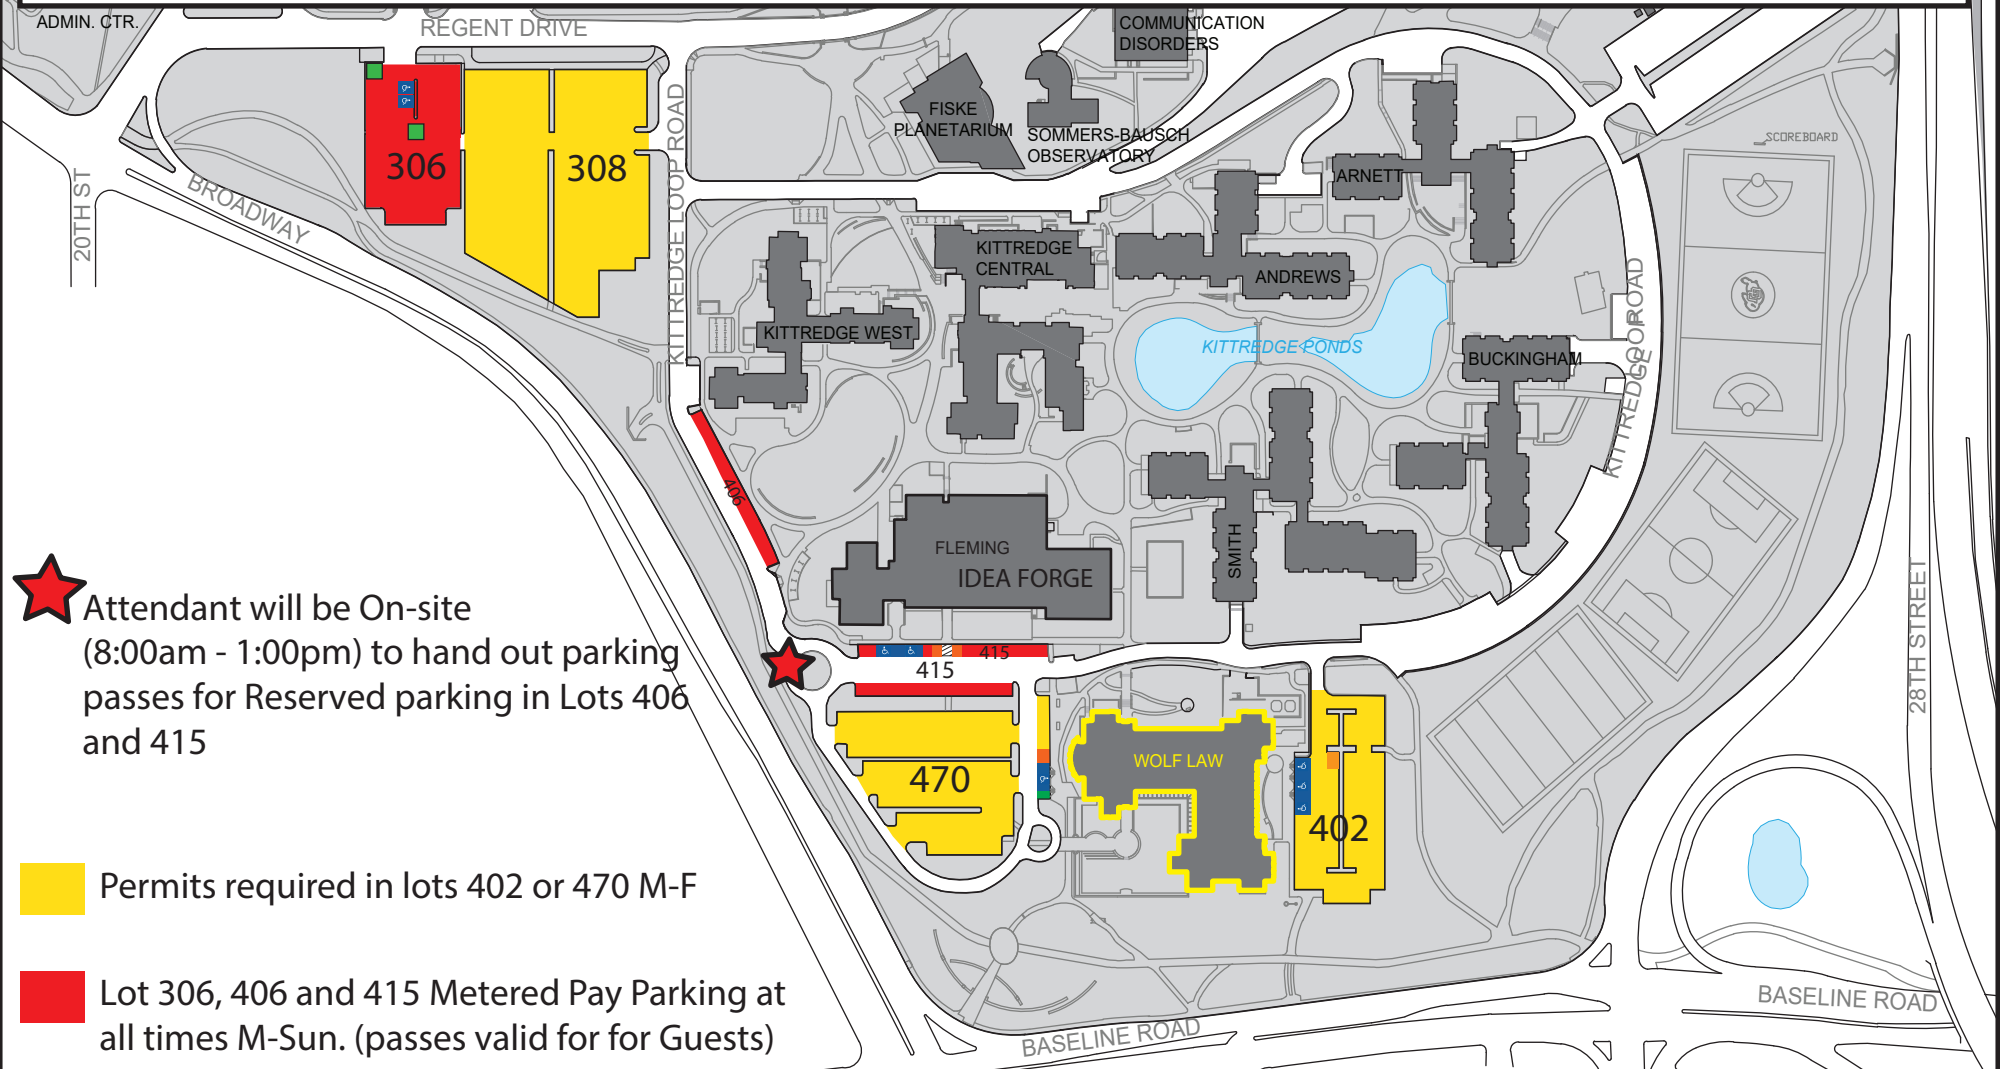 ADMIN. CTR.
REGENT DRIVE
COMMUNICATION
DISORDERS
FISKE
PLANETARIUM
SOMMERS-BAUSCH
OBSERVATORY
SCOREBOARD
306
308
ARNETT
20TH ST
BROADWAY
KITTREDGE LOOP ROAD
KITTREDGE
CENTRAL
ANDREWS
KITTREDGE WEST
KITTREDGE PONDS
BUCKINGHAM
KITTREDGE LOOP ROAD
406
FLEMING
IDEA FORGE
SMITH
28TH STREET
Attendant will be On-site
(8:00am - 1:00pm) to hand out parking
passes for Reserved parking in Lots 406
and 415
415
415
WOLF LAW
470
402
Permits required in lots 402 or 470 M-F
Lot 306, 406 and 415 Metered Pay Parking at
all times M-Sun. (passes valid for for Guests)
BASELINE ROAD
BASELINE ROAD